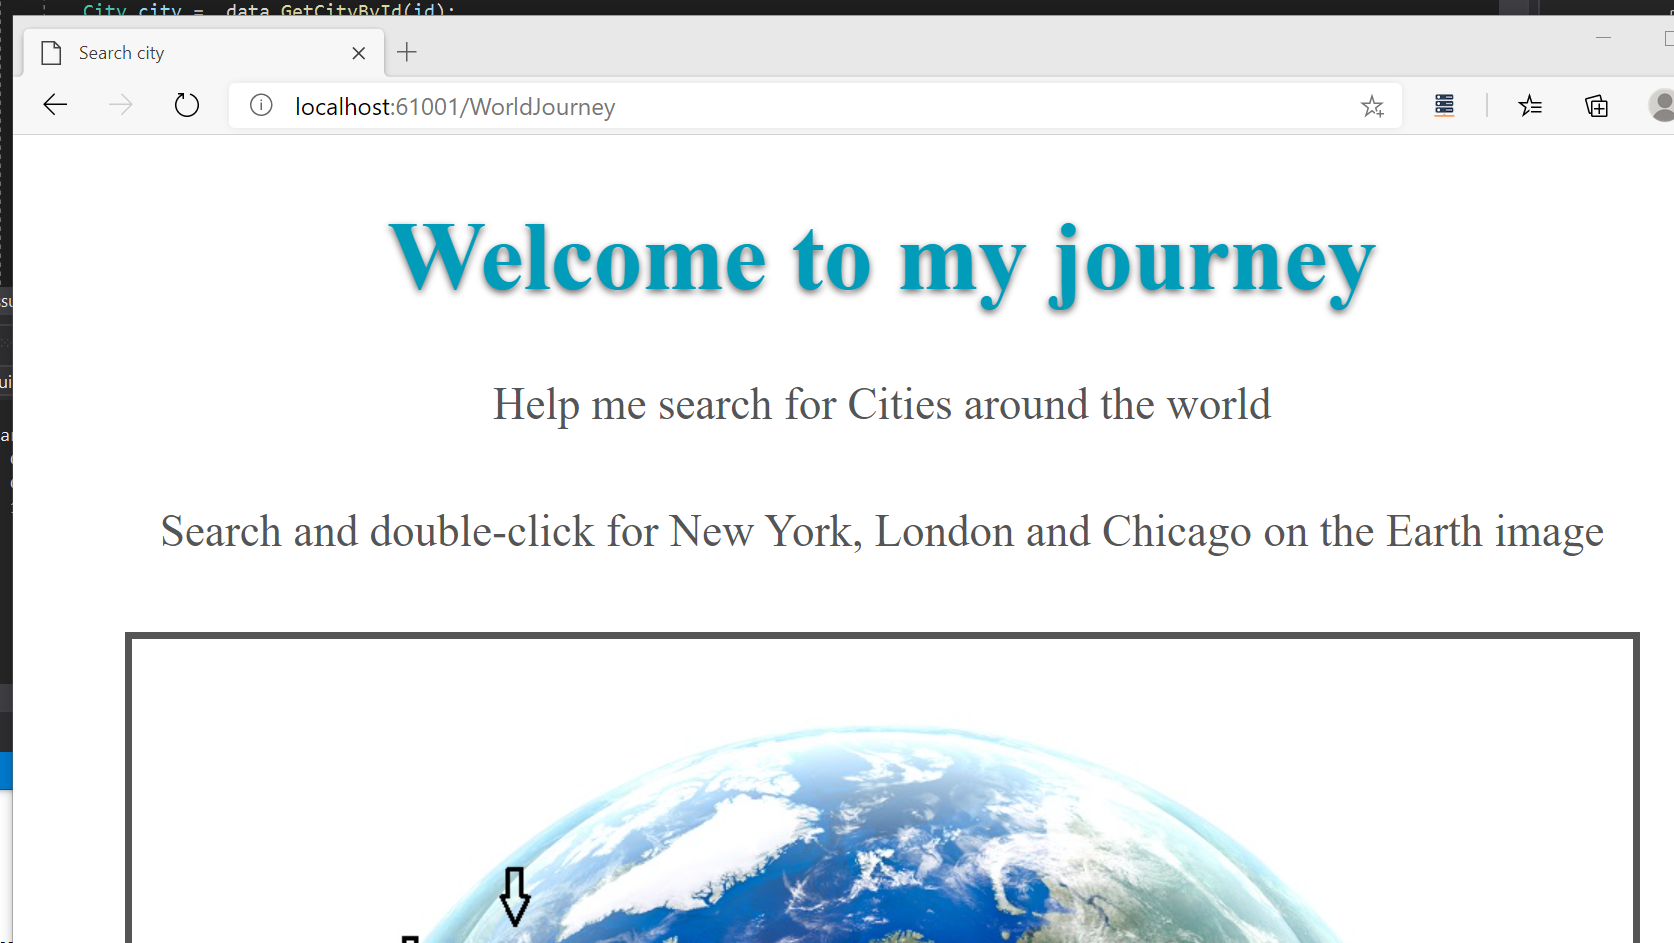 City city = _data.GetCityById(id);
Search city
localhost:61001/WorldJourney
Welcome to my journey
Help me search for Cities around the world
Search and double-click for New York, London and Chicago on the Earth image